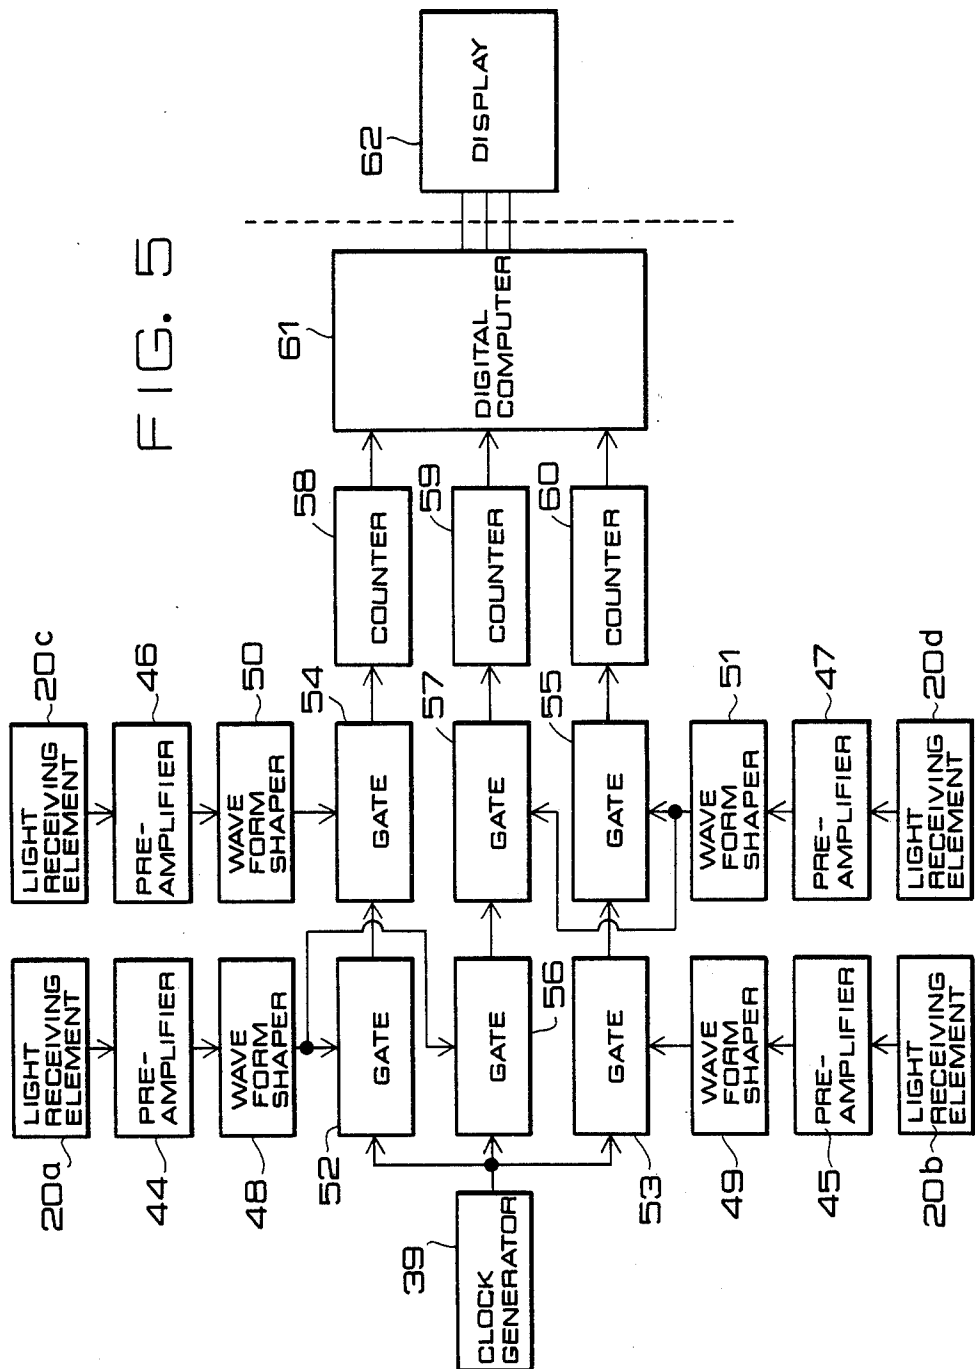 FIG. 5
LIGHT
RECEIVING
ELEMENT
20a
PRE-
AMPLIFIER
44
WAVE
FORM
SHAPER
48
LIGHT
RECEIVING
ELEMENT
20c
PRE-
AMPLIFIER
46
WAVE
FORM
SHAPER
50
CLOCK
GENERATOR
39
GATE
52
GATE
54
COUNTER
58
GATE
56
GATE
57
COUNTER
59
GATE
53
GATE
55
COUNTER
60
DIGITAL
COMPUTER
61
DISPLAY
62
WAVE
FORM
SHAPER
49
PRE-
AMPLIFIER
45
LIGHT
RECEIVING
ELEMENT
20b
WAVE
FORM
SHAPER
51
PRE-
AMPLIFIER
47
LIGHT
RECEIVING
ELEMENT
20d